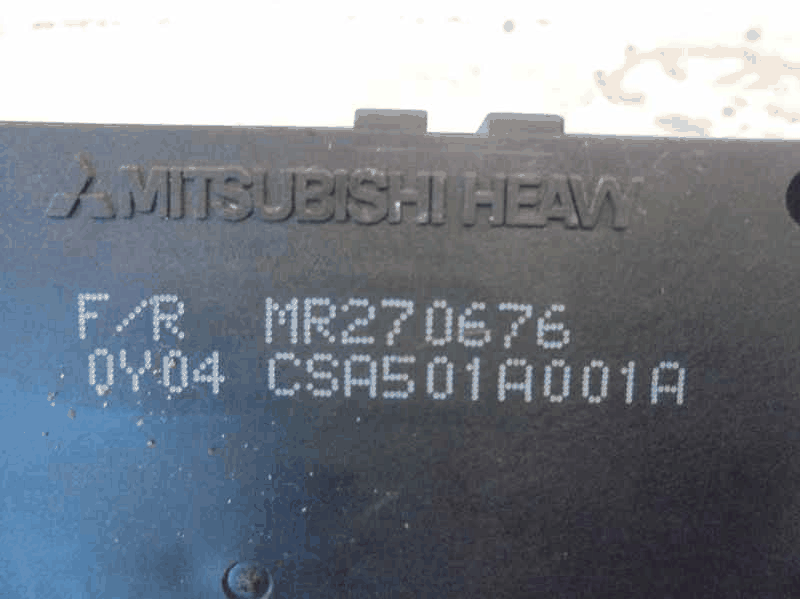 MITSUBISHI HEAVY
F/R MR270676
0Y04 CSA501A001A